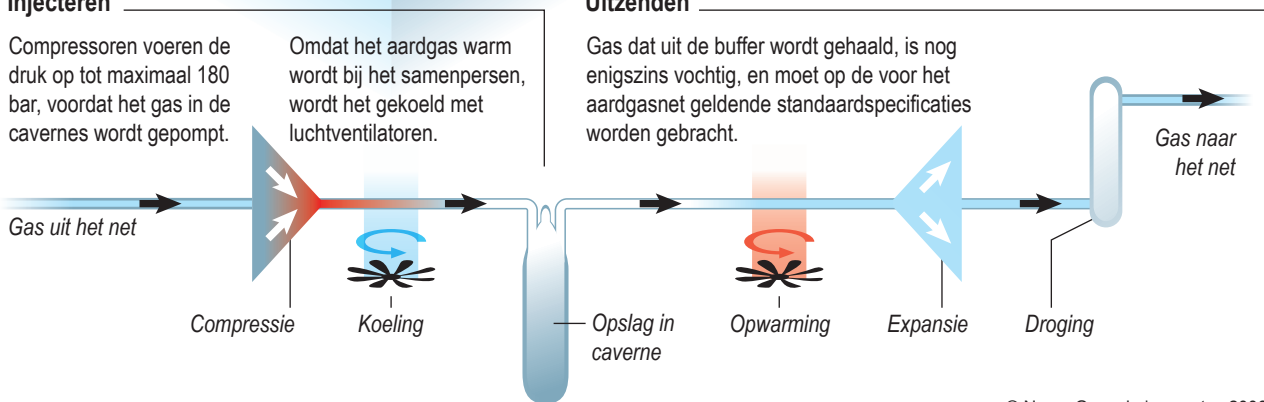 Injecteren
Compressoren voeren de
druk op tot maximaal 180
bar, voordat het gas in de
cavernes wordt gepompt.
Omdat het aardgas warm
wordt bij het samenpersen,
wordt het gekoeld met
luchtventilatoren.
Uitzenden
Gas dat uit de buffer wordt gehaald, is nog
enigszins vochtig, en moet op de voor het
aardgasnet geldende standaardspecificaties
worden gebracht.
Gas naar
het net
Gas uit het net
Compressie
Koeling
Opslag in
caverne
Opwarming
Expansie
Droging